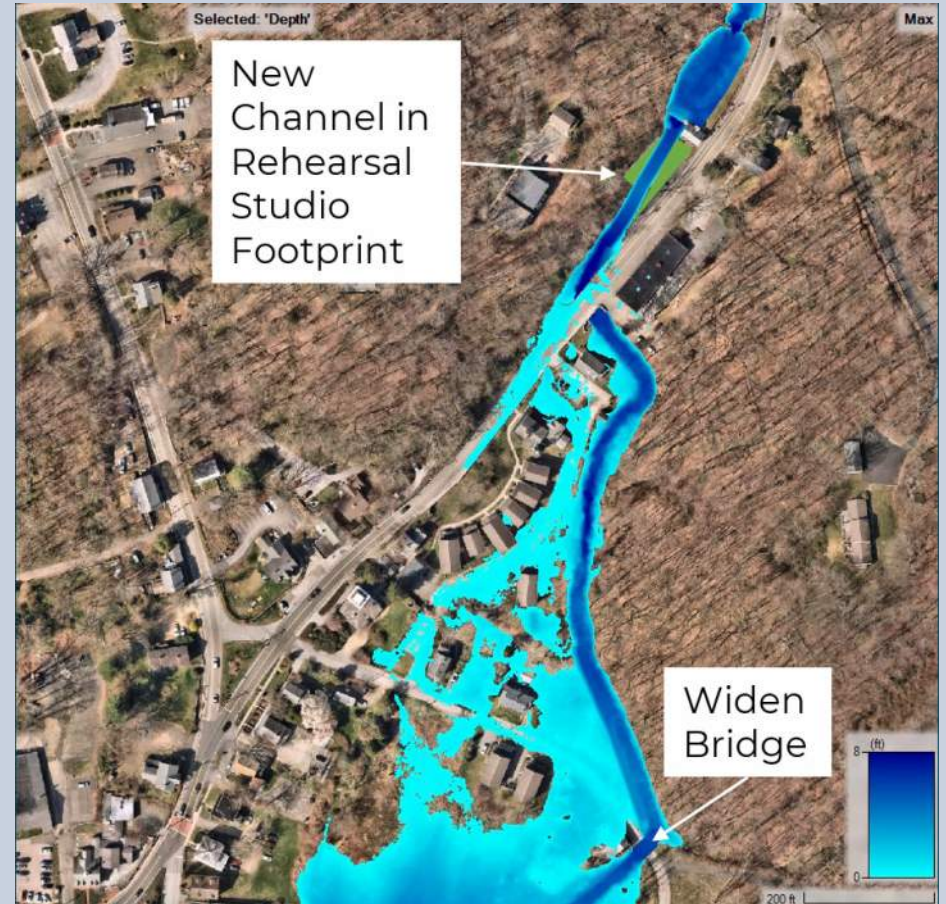 Selected: 'Depth'
Max
New
Channel in
Rehearsal
Studio
Footprint
Widen
Bridge
(ft)
8
0
200 ft